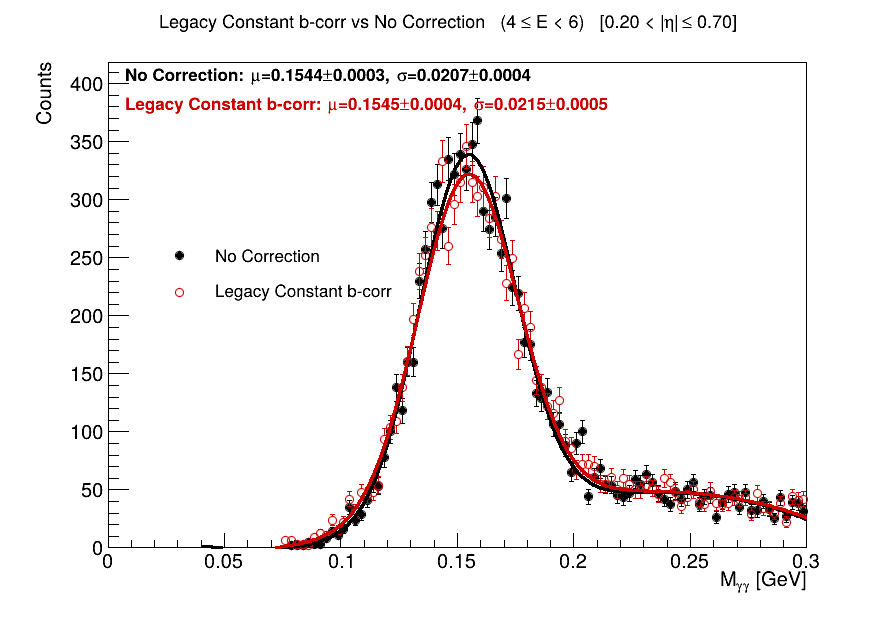 Legacy Constant b-corr vs No Correction (4 ≤ E < 6) [0.20 < |η| ≤ 0.70]
Counts
No Correction: μ=0.1544±0.0003, σ=0.0207±0.0004
Legacy Constant b-corr: μ=0.1545±0.0004, σ=0.0215±0.0005
400
350
300
250
200
150
100
50
0
No Correction
Legacy Constant b-corr
0 0.05 0.1 0.15 0.2 0.25 0.3
Mγγ [GeV]